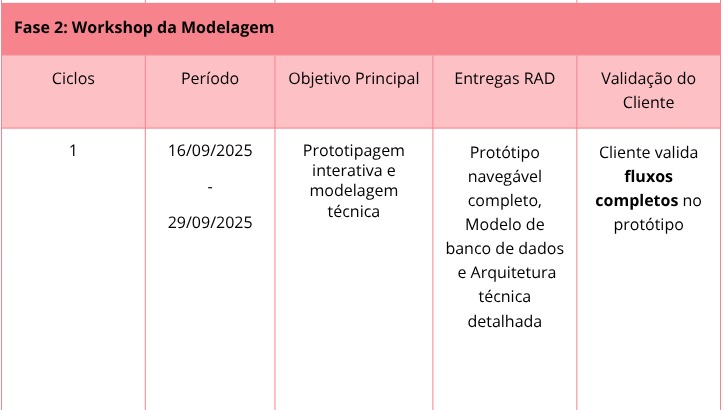 Fase 2: Workshop da Modelagem
Ciclos
Período
Objetivo Principal
Entregas RAD
Validação do
Cliente
1
16/09/2025
-
29/09/2025
Prototipagem
interativa e
modelagem
técnica
Protótipo
navegável
completo,
Modelo de
banco de dados
e Arquitetura
técnica
detalhada
Cliente valida
fluxos
completos no
protótipo